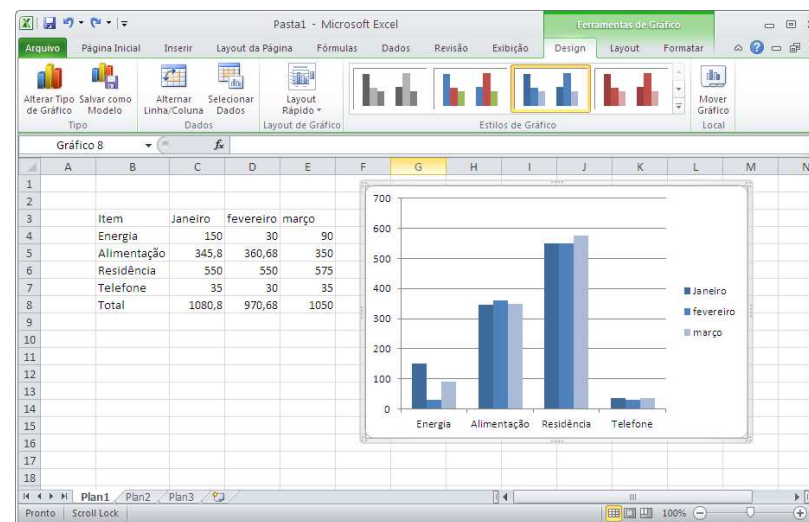 Pasta1 - Microsoft Excel
Ferramentas de Gráfico
Arquivo Página Inicial Inserir Layout da Página Fórmulas Dados Revisão Exibição Design Layout Formatar
Alterar Tipo de Gráfico
Salvar como Modelo
Alternar Linha/Coluna
Selecionar Dados
Layout Rápido
Mover Gráfico
Tipo Dados Layout de Gráfico Estilos de Gráfico Local
Gráfico 8 fx
A B C D E F G H I J K L M N
1
2
3 Item Janeiro fevereiro março
4 Energia 150 30 90
5 Alimentação 345,8 360,68 350
6 Residência 550 550 575
7 Telefone 35 30 35
8 Total 1080,8 970,68 1050
9
10
11
12
13
14
15
16
17
18
700
600
500
400
300
200
100
0
Energia Alimentação Residência Telefone
Janeiro
fevereiro
março
Plan1 Plan2 Plan3
Pronto Scroll Lock 100%